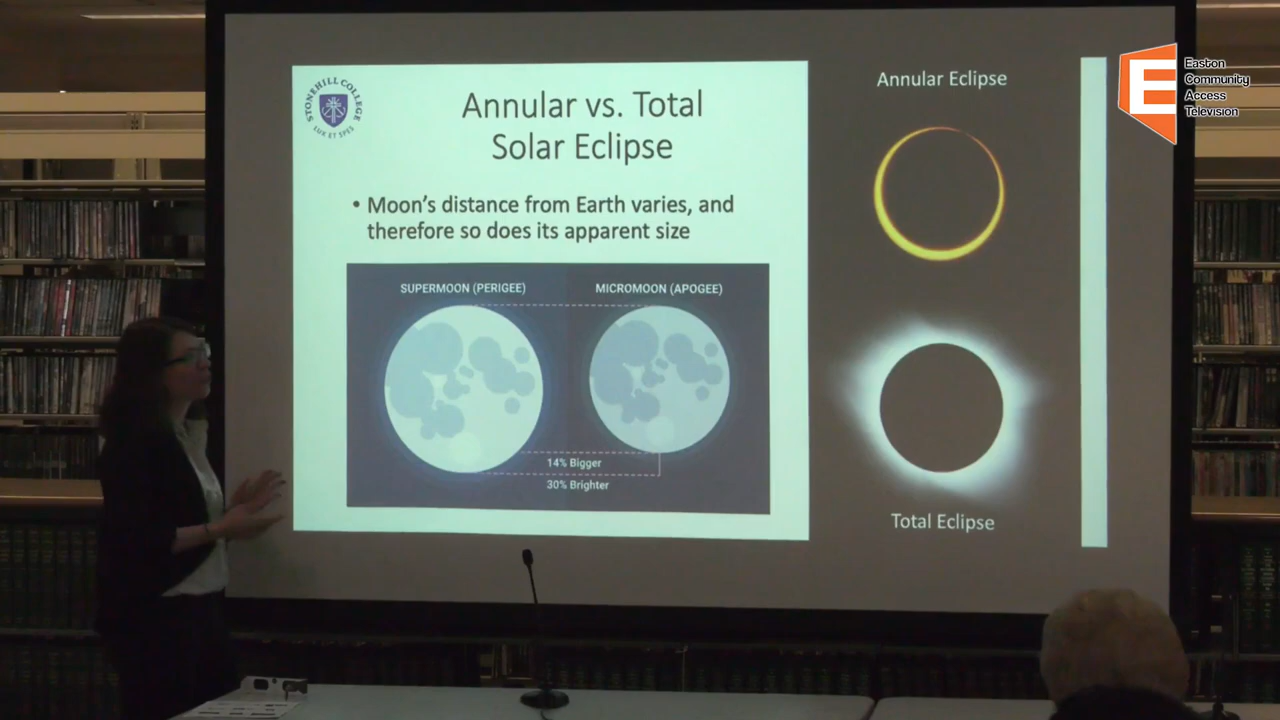 STONEHILL COLLEGE
LUX ET SPES
Annular vs. Total
Solar Eclipse
• Moon's distance from Earth varies, and
therefore so does its apparent size
SUPERMOON (PERIGEE)
MICROMOON (APOGEE)
14% Bigger
30% Brighter
Annular Eclipse
Total Eclipse
E
Easton
Community
Access
Television